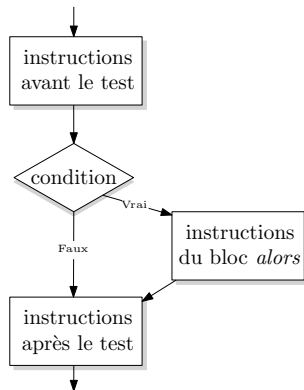 instructions
avant le test
condition
Vrai
instructions
du bloc alors
Faux
instructions
après le test